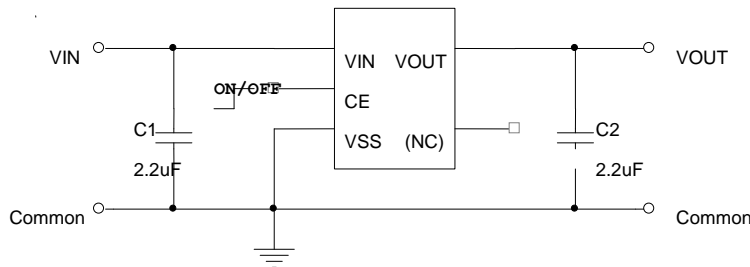 VIN
VIN VOUT
VOUT
ON/OFF
CE
C1
VSS (NC)
C2
2.2uF
2.2uF
Common
Common